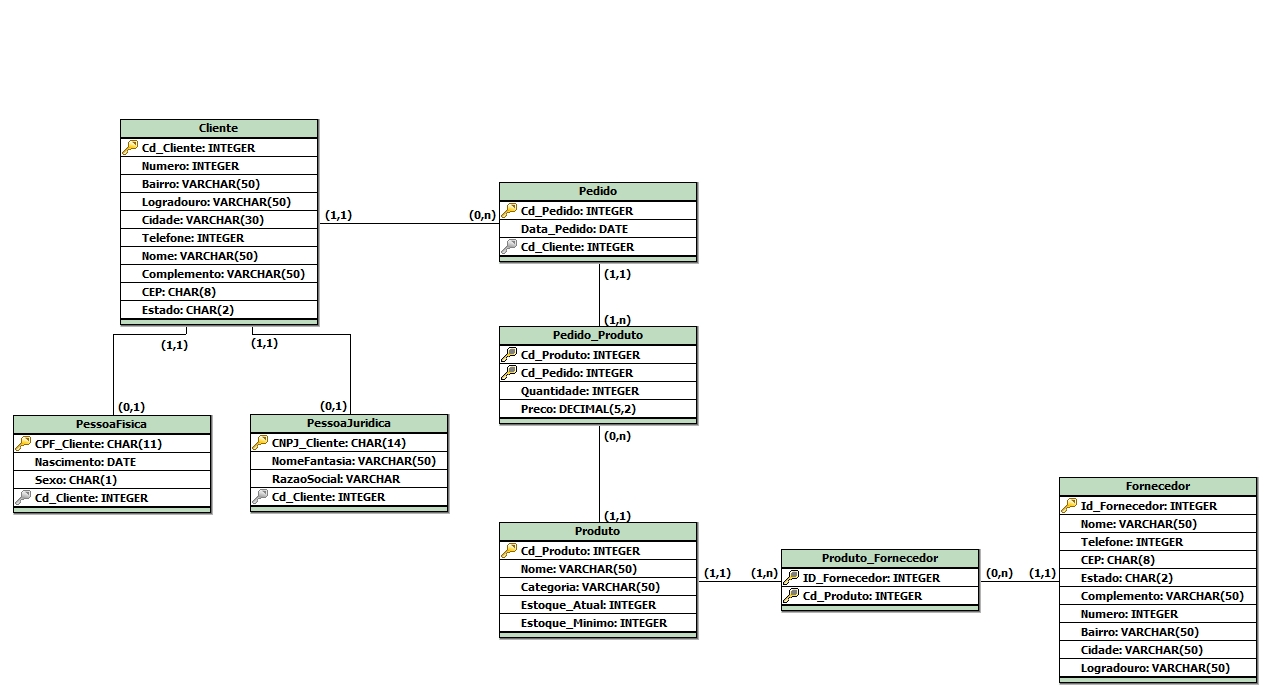 Cliente
Cd_Cliente: INTEGER
Numero: INTEGER
Bairro: VARCHAR(50)
Logradouro: VARCHAR(50)
Cidade: VARCHAR(30)
Telefone: INTEGER
Nome: VARCHAR(50)
Complemento: VARCHAR(50)
CEP: CHAR(8)
Estado: CHAR(2)
(1,1)
(0,n)
Pedido
Cd_Pedido: INTEGER
Data_Pedido: DATE
Cd_Cliente: INTEGER
(1,1)
(1,n)
(1,1)
(1,1)
(0,1)
(0,1)
PessoaFisica
CPF_Cliente: CHAR(11)
Nascimento: DATE
Sexo: CHAR(1)
Cd_Cliente: INTEGER
PessoaJuridica
CNPJ_Cliente: CHAR(14)
NomeFantasia: VARCHAR(50)
RazaoSocial: VARCHAR
Cd_Cliente: INTEGER
Pedido_Produto
Cd_Produto: INTEGER
Cd_Pedido: INTEGER
Quantidade: INTEGER
Preco: DECIMAL(5,2)
(0,n)
(1,1)
Produto
Cd_Produto: INTEGER
Nome: VARCHAR(50)
Categoria: VARCHAR(50)
Estoque_Atual: INTEGER
Estoque_Minimo: INTEGER
(1,1)
(1,n)
Produto_Fornecedor
ID_Fornecedor: INTEGER
Cd_Produto: INTEGER
(0,n)
(1,1)
Fornecedor
Id_Fornecedor: INTEGER
Nome: VARCHAR(50)
Telefone: INTEGER
CEP: CHAR(8)
Estado: CHAR(2)
Complemento: VARCHAR(50)
Numero: INTEGER
Bairro: VARCHAR(50)
Cidade: VARCHAR(50)
Logradouro: VARCHAR(50)